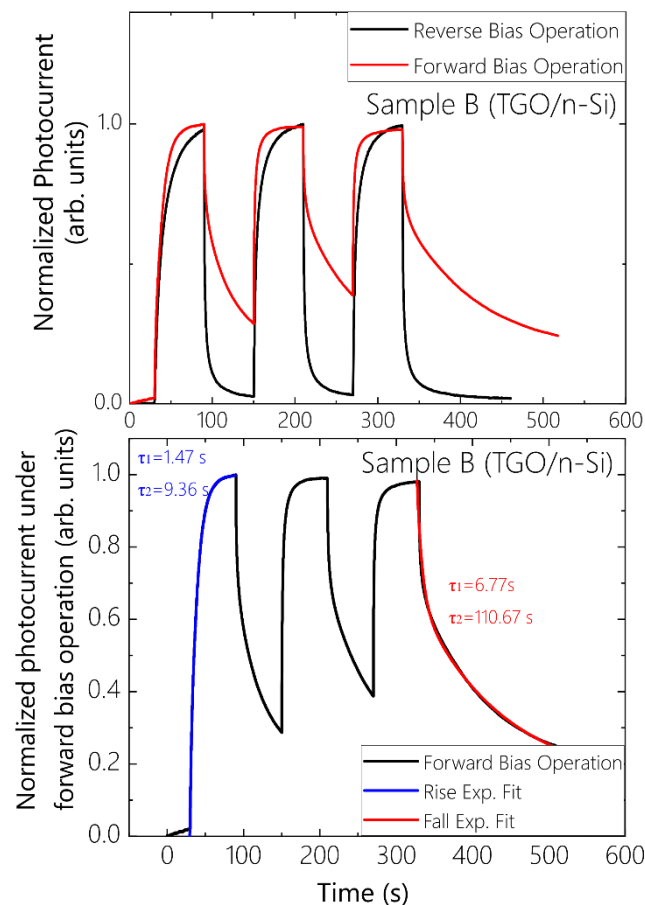 Reverse Bias Operation
Forward Bias Operation
Sample B (TGO/n-Si)
Normalized Photocurrent
(arb. units)
1.0
0.0
0 100 200 300 400 500 600
Sample B (TGO/n-Si)
τ1=1.47 s
τ2=9.36 s
τ1=6.77s
τ2=110.67 s
Normalized photocurrent under
forward bias operation (arb. units)
1.0
0.8
0.6
0.4
0.2
0.0
Forward Bias Operation
Rise Exp. Fit
Fall Exp. Fit
0 100 200 300 400 500 600
Time (s)